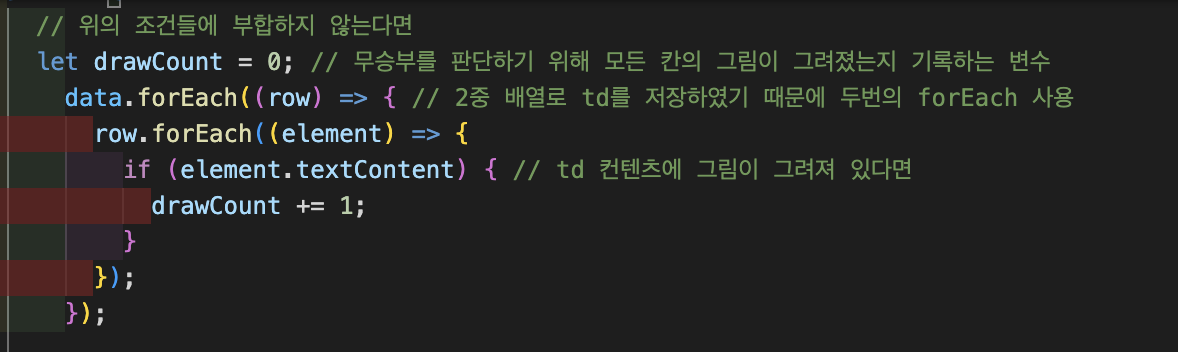 // 위의 조건들에 부합하지 않는다면
let drawCount = 0; // 무승부를 판단하기 위해 모든 칸의 그림이 그려졌는지 기록하는 변수
data.forEach((row) => { // 2중 배열로 td를 저장하였기 때문에 두번의 forEach 사용
row.forEach((element) => {
if (element.textContent) { // td 컨텐츠에 그림이 그려져 있다면
drawCount += 1;
}
});
});